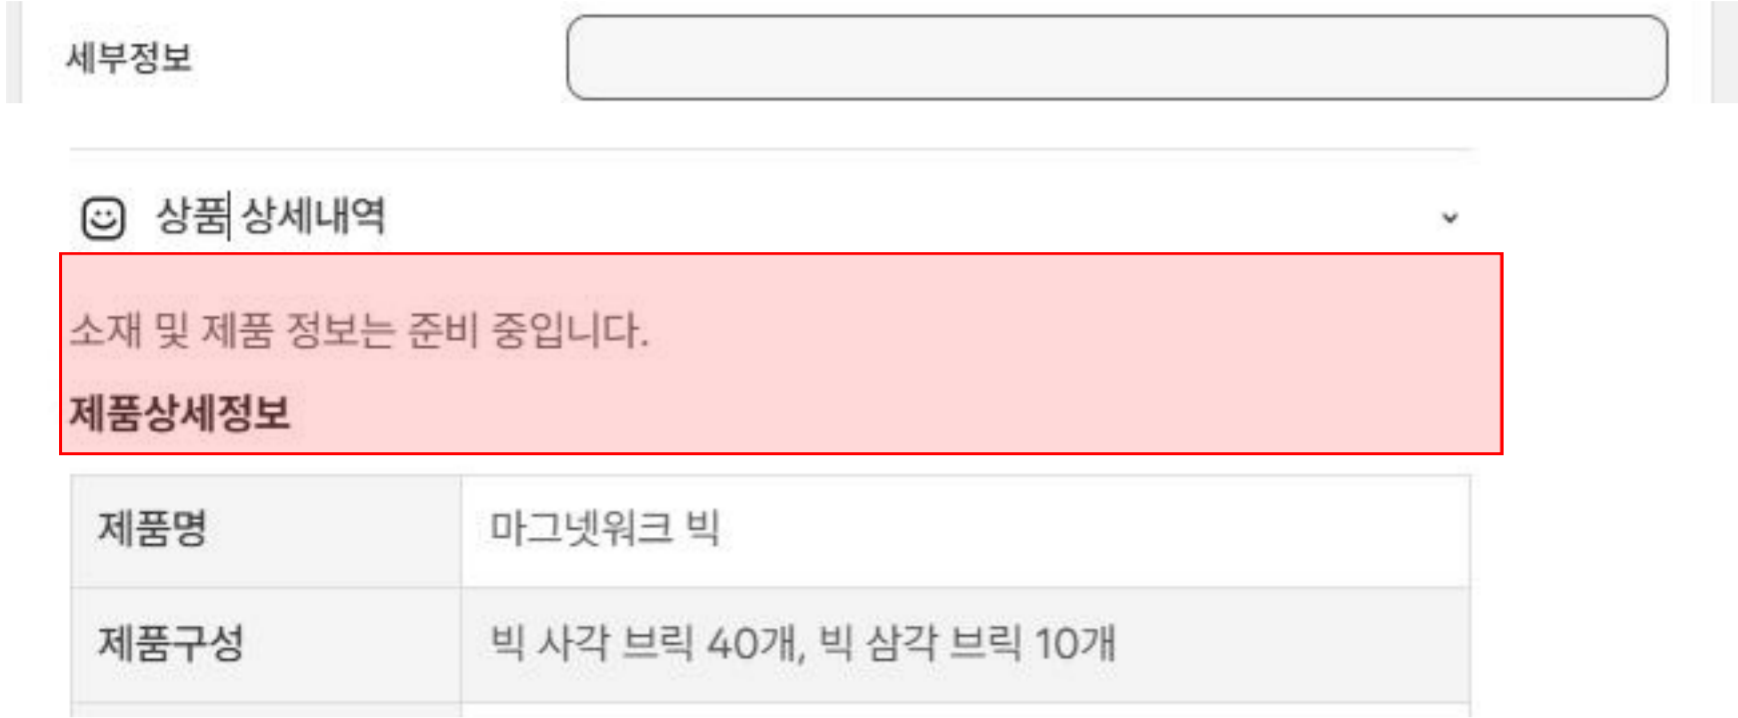 세부정보
상품 상세내역
소재 및 제품 정보는 준비 중입니다.
제품상세정보
제품명 마그넷워크 빅
제품구성 빅 사각 브릭 40개, 빅 삼각 브릭 10개